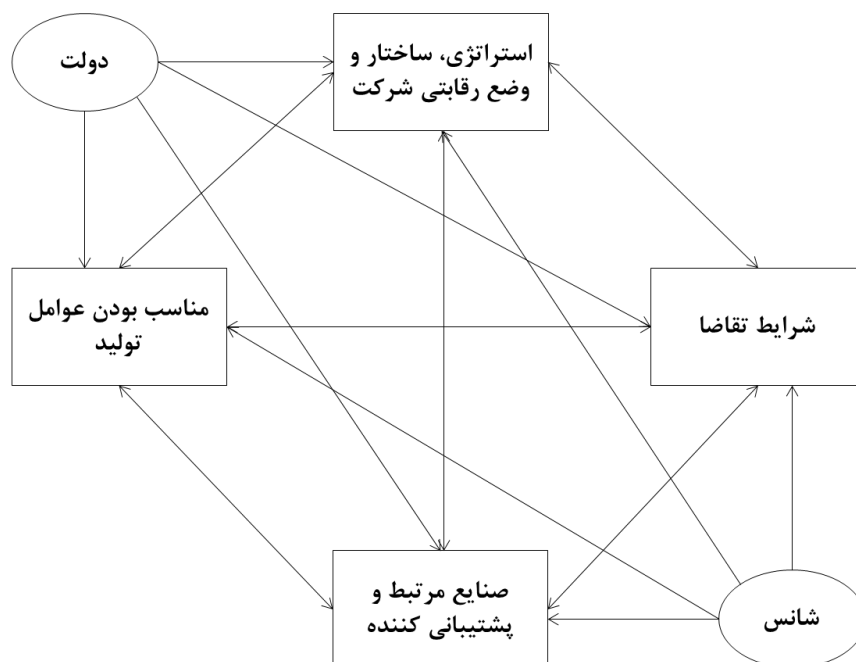 دولت
استراتژی، ساختار و
وضع رقابتی شرکت
مناسب بودن عوامل
تولید
شرایط تقاضا
صنایع مرتبط و
پشتیبانی کننده
شانس